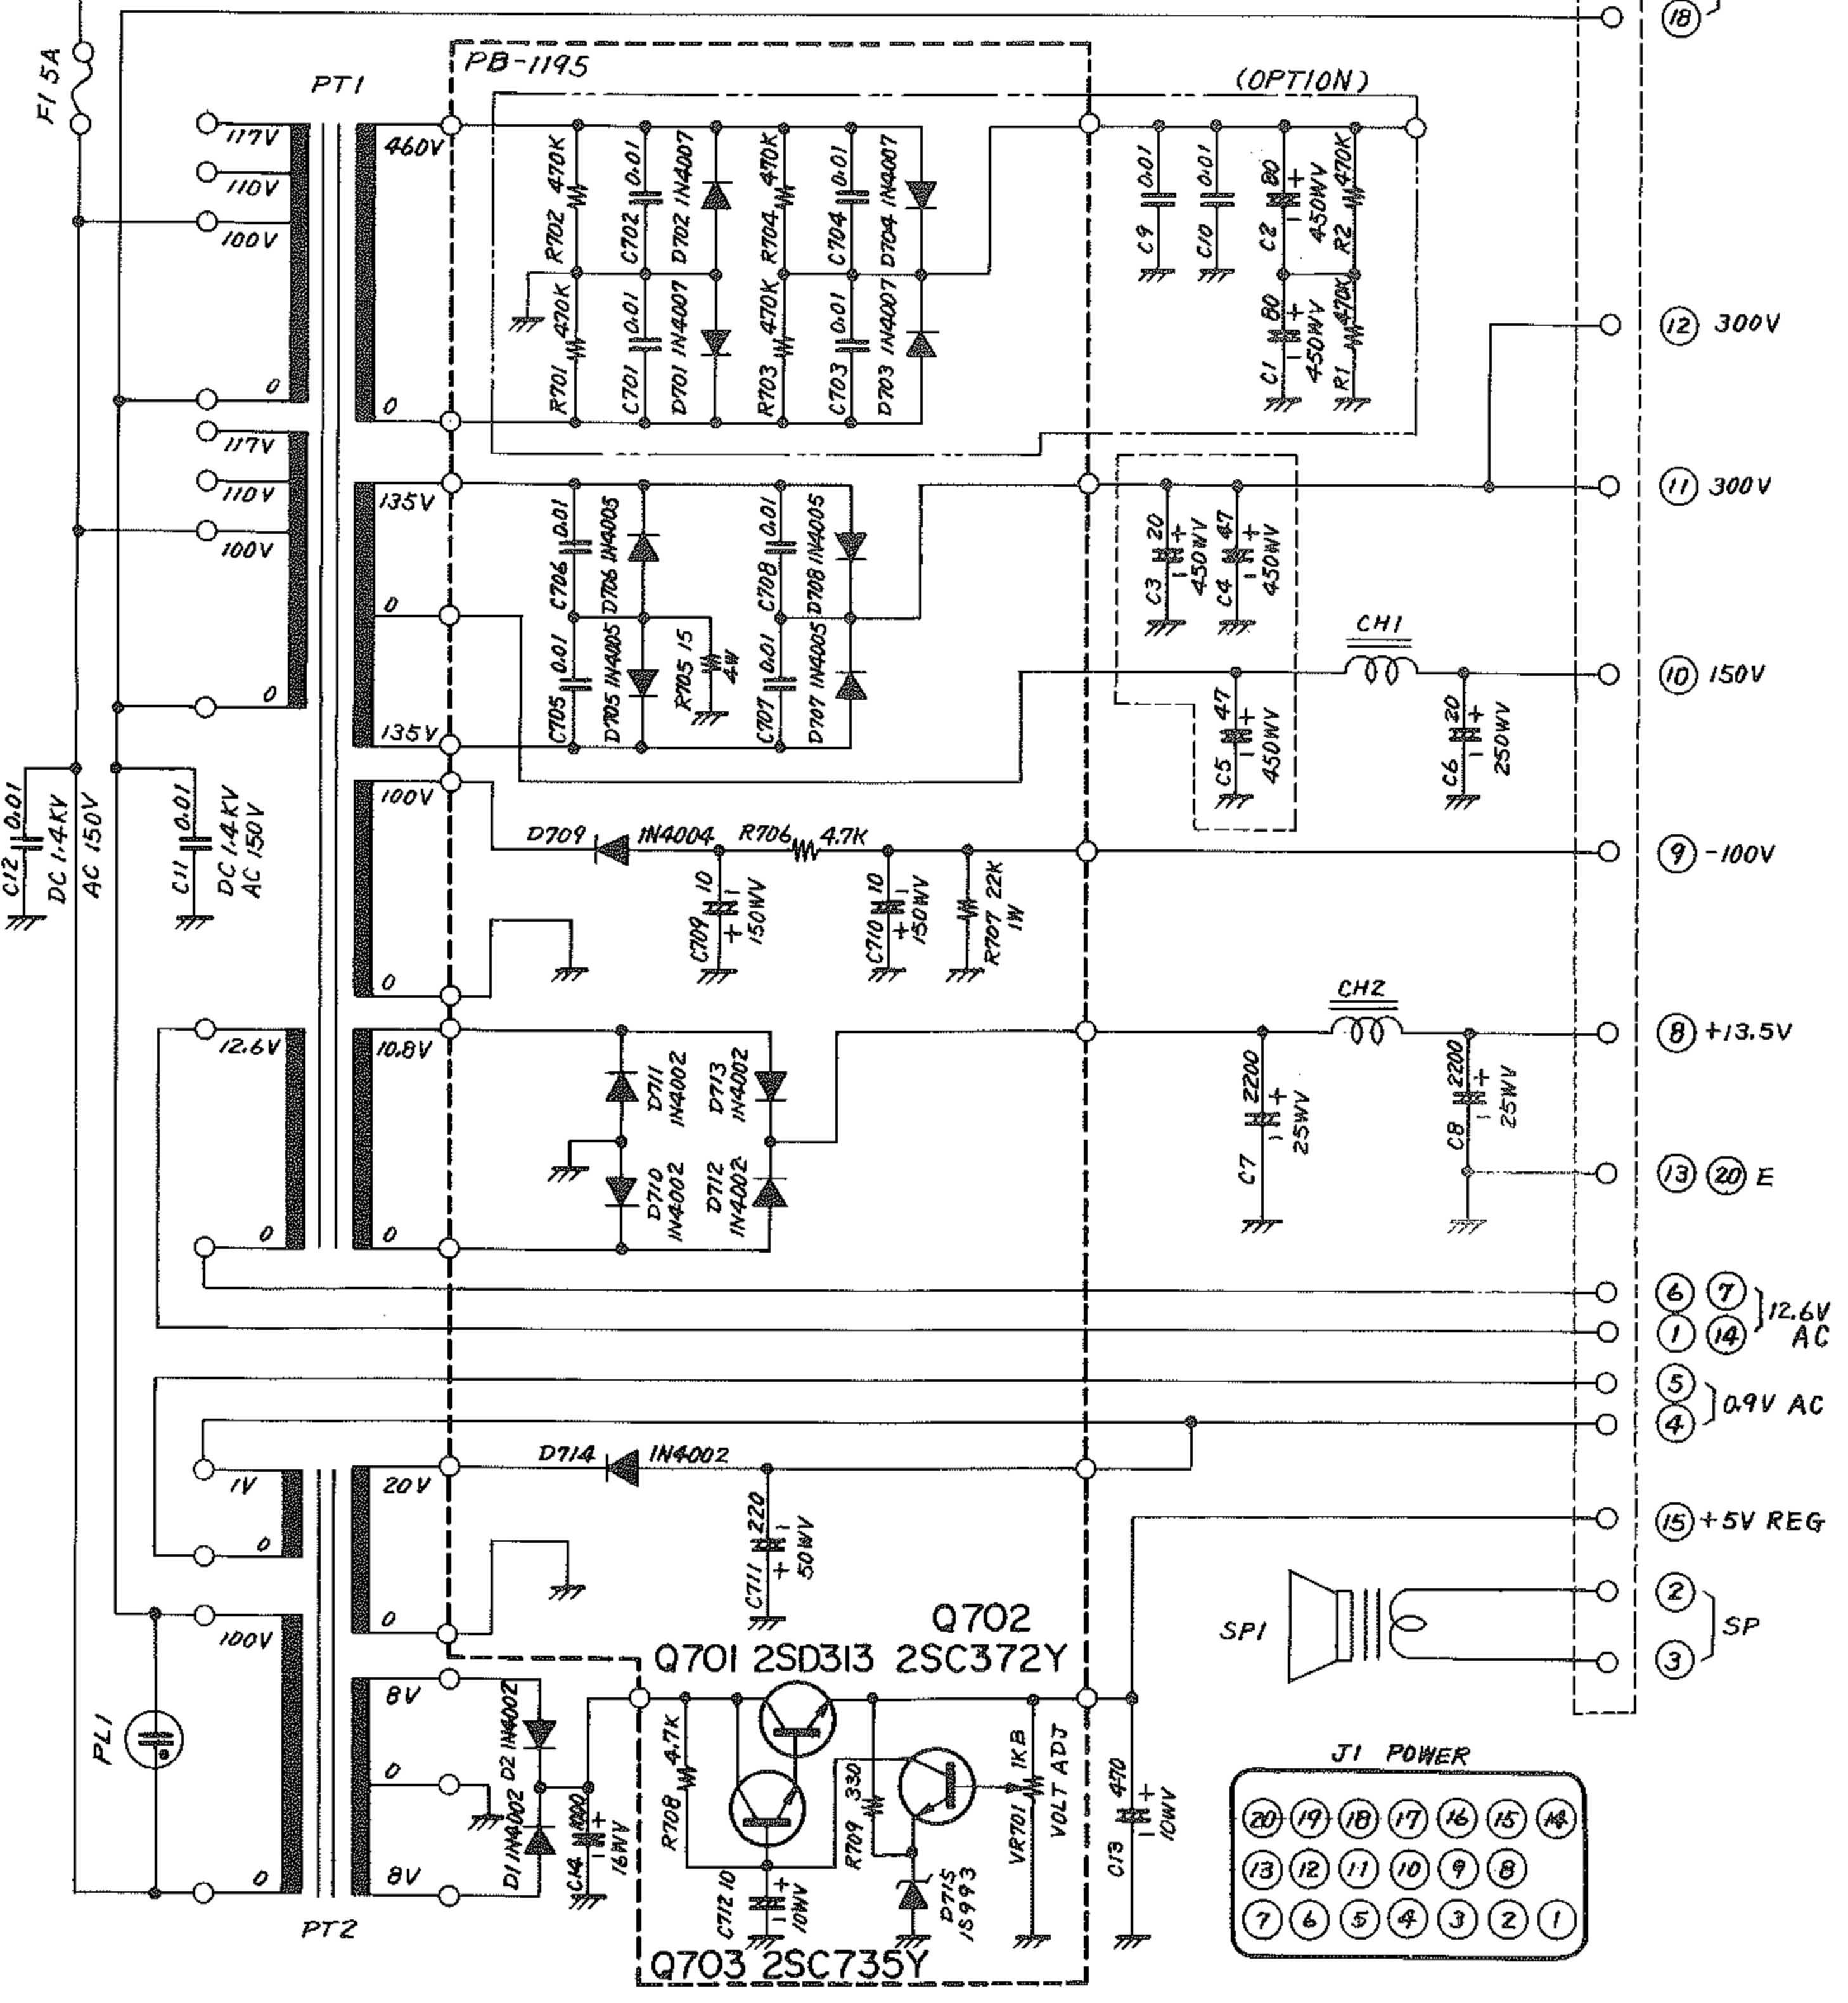 18
F1 5A
PT1
PB-1195
(OPTION)
117V
110V
100V
0
460V
0
R702 470K
C702 0.01
D702 1N4007
R704 470K
C704 0.01
D704 1N4007
R701 470K
C701 0.01
D701 1N4007
R703 470K
C703 0.01
D703 1N4007
C9 0.01
C10 0.01
C2 80 +
- 450WV
R2 470K
C1 80 +
- 450WV
R1 470K
12 300V
117V
110V
100V
0
135V
0
135V
C706 0.01
D706 1N4005
C708 0.01
D708 1N4005
C705 0.01
D705 1N4005
R705 15
4W
C707 0.01
D707 1N4005
C3 20 +
- 450WV
C4 47 +
- 450WV
11 300V
CH1
C5 47 +
- 450WV
C6 20 +
- 250WV
10 150V
C12 0.01
DC 1.4KV
AC 150V
C11 0.01
DC 1.4KV
AC 150V
100V
0
D709 1N4004
R706 4.7K
C709 10 -
+ 150WV
C710 10 -
+ 150WV
R707 22K
1W
9 -100V
12.6V
0
10.8V
0
D711
1N4002
D713
1N4002
D710
1N4002
D712
1N4002
CH2
C7 2200 +
- 25WV
C8 2200 +
- 25WV
8 +13.5V
13 20 E
6 7
1 14
12.6V
AC
5
4
0.9V AC
1V
0
20V
0
D714 1N4002
C711 220 -
+ 50WV
15 +5V REG
SP1
2
3
SP
100V
0
PL1
PT2
8V
0
8V
D2 1N4002
D1 1N4002
C14 1000 +
- 16WV
Q702
Q701 2SD313 2SC372Y
R708 4.7K
R709 330
C712 10 +
- 10WV
D715
1S993
VR701 1KB
VOLT ADJ
C13 470 +
- 10WV
Q703 2SC735Y
J1 POWER
20 19 18 17 16 15 14
13 12 11 10 9 8
7 6 5 4 3 2 1